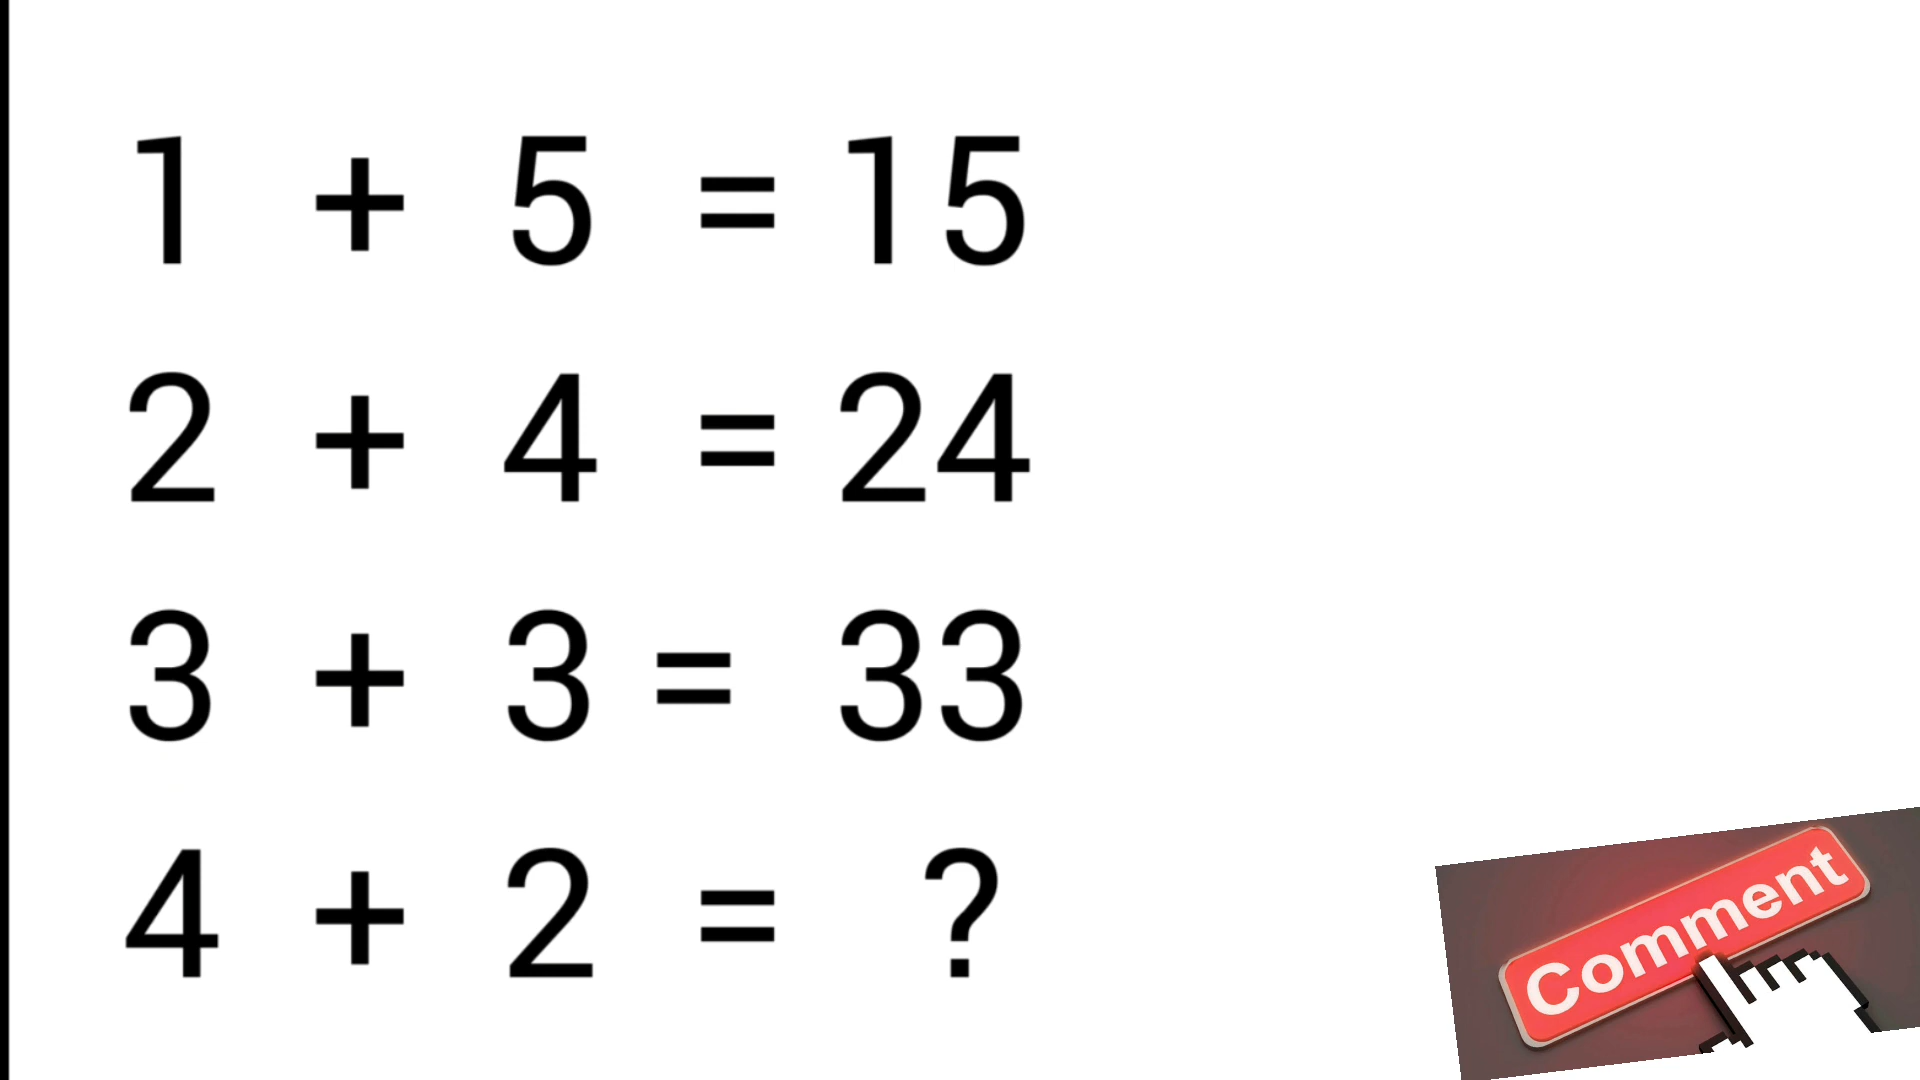 1 + 5 = 15
2 + 4 = 24
3 + 3 = 33
4 + 2 = ?
Comment